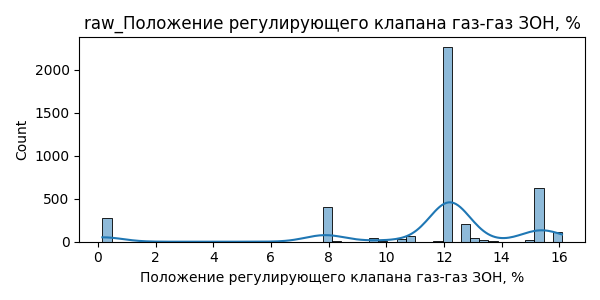 raw_Положение регулирующего клапана газ-газ ЗОН, %
Count
2000
1500
1000
500
0
0 2 4 6 8 10 12 14 16
Положение регулирующего клапана газ-газ ЗОН, %